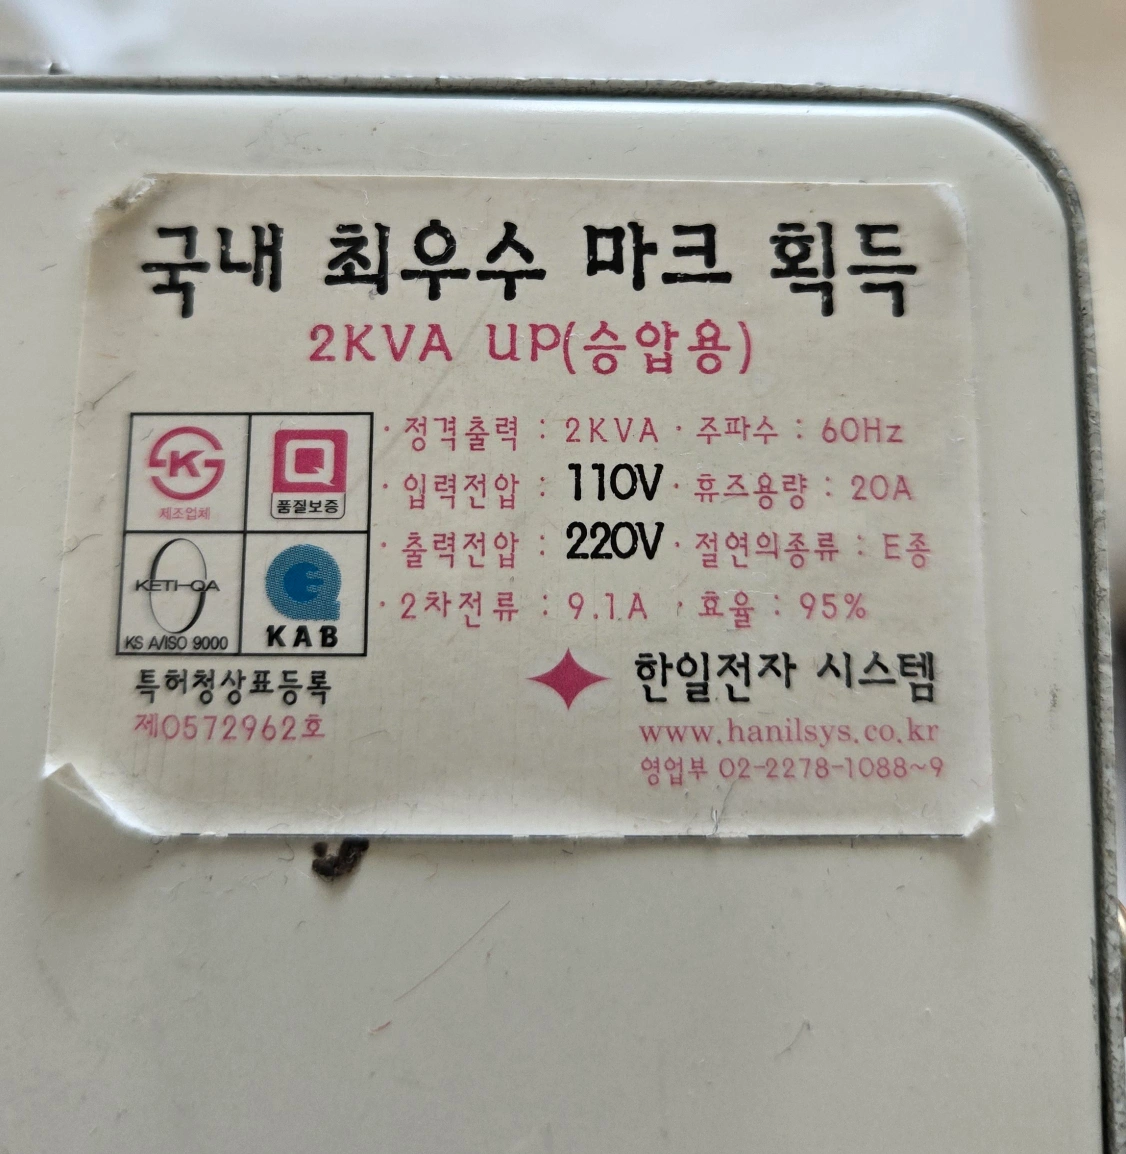 국내 최우수 마크 획득
2KVA UP(승압용)
· 정격출력 : 2KVA · 주파수 : 60Hz
· 입력전압 : 110V · 휴즈용량 : 20A
· 출력전압 : 220V · 절연의종류 : E종
· 2차전류 : 9.1A · 효율 : 95%
K
제조업체
Q
품질보증
KETI-QA
KS A/ISO 9000
KAB
특허청상표등록
제0572962호
한일전자 시스템
www.hanilsys.co.kr
영업부 02-2278-1088~9